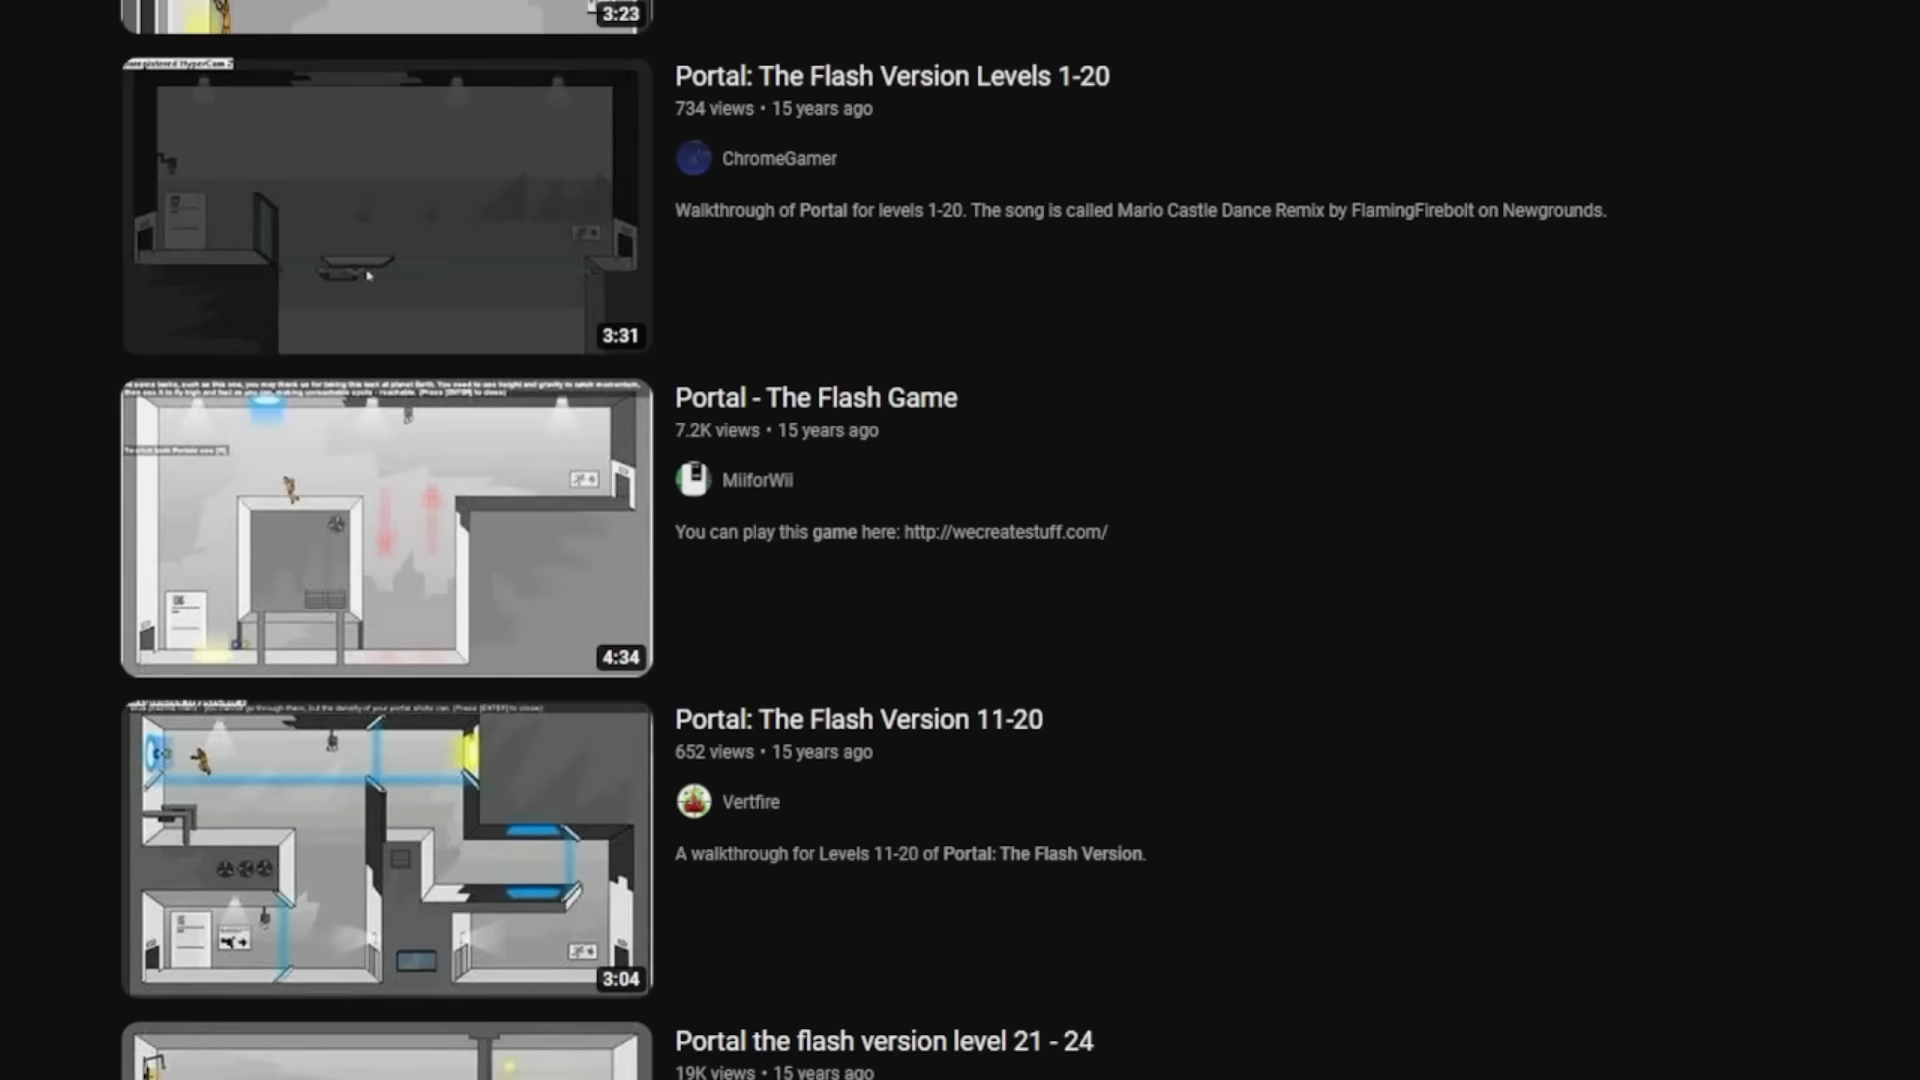 3:23
Unregistered HyperCam 2
3:31
Portal: The Flash Version Levels 1-20
734 views • 15 years ago
ChromeGamer
Walkthrough of Portal for levels 1-20. The song is called Mario Castle Dance Remix by FlamingFirebolt on Newgrounds.
4:34
Portal - The Flash Game
7.2K views • 15 years ago
MiiforWii
You can play this game here: http://wecreatestuff.com/
3:04
Portal: The Flash Version 11-20
652 views • 15 years ago
Vertfire
A walkthrough for Levels 11-20 of Portal: The Flash Version.
Portal the flash version level 21 - 24
19K views • 15 years ago